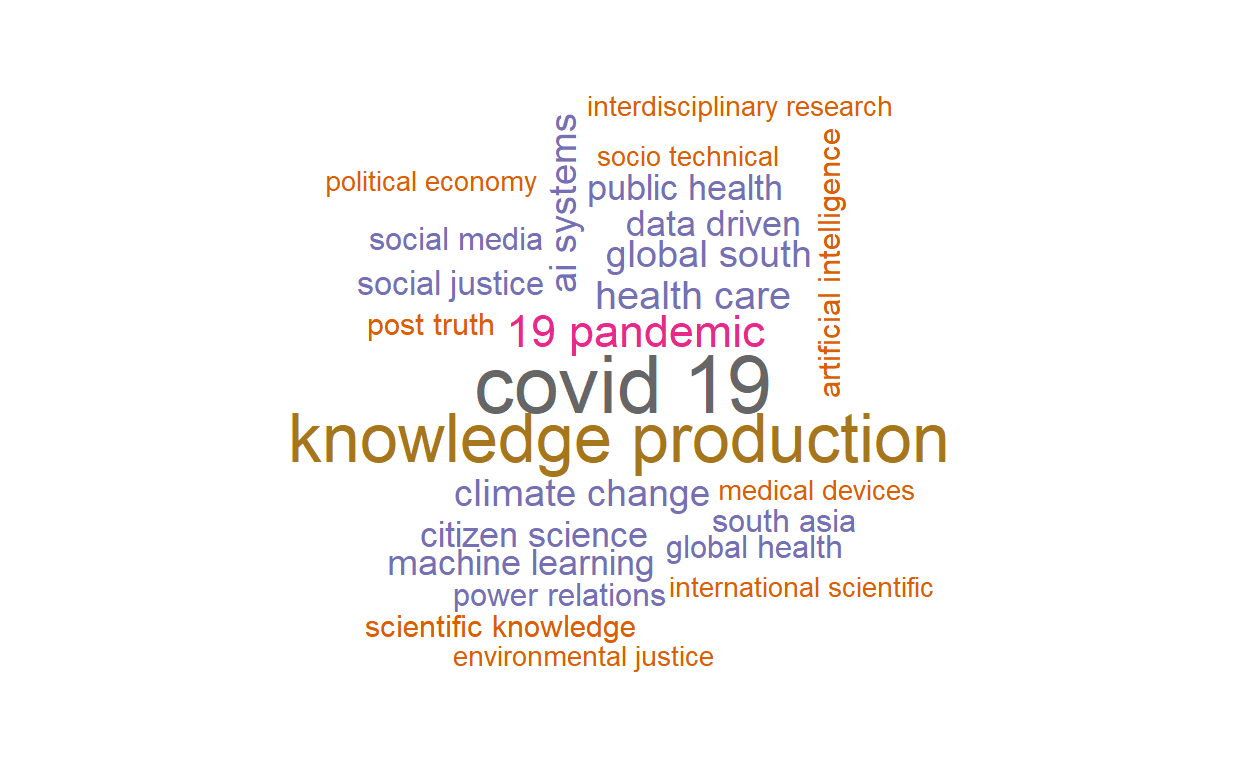 interdisciplinary research
ai systems
socio technical
artificial intelligence
political economy
public health
data driven
social media
global south
social justice
health care
post truth
19 pandemic
covid 19
knowledge production
climate change
medical devices
south asia
citizen science
global health
machine learning
international scientific
power relations
scientific knowledge
environmental justice